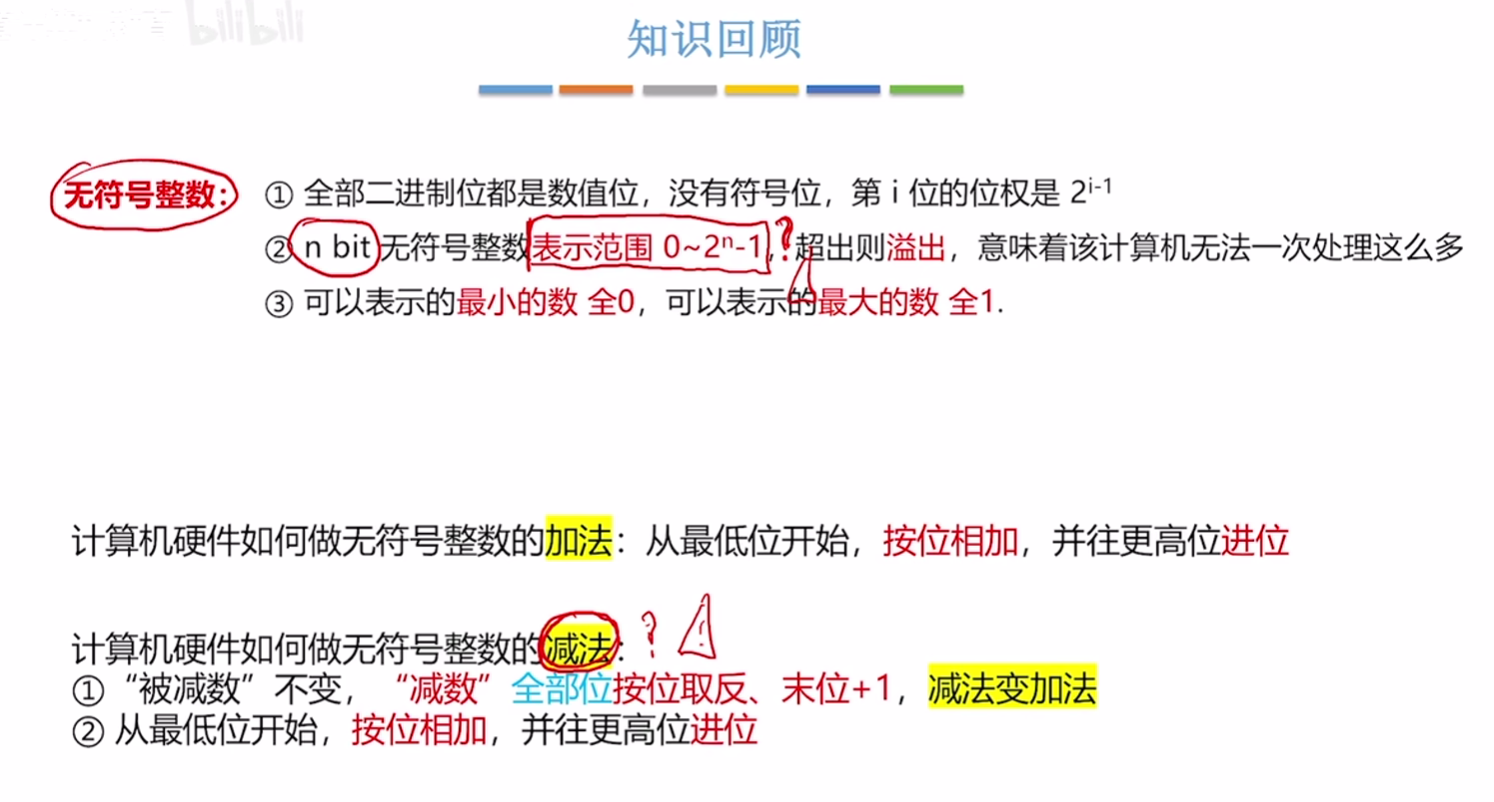 bilibili
知识回顾
无符号整数：
① 全部二进制位都是数值位，没有符号位，第 i 位的位权是 2ⁱ⁻¹
② n bit 无符号整数表示范围 0~2ⁿ-1，?超出则溢出，意味着该计算机无法一次处理这么多
③ 可以表示的最小的数 全0，可以表示的最大的数 全1.
计算机硬件如何做无符号整数的加法：从最低位开始，按位相加，并往更高位进位
计算机硬件如何做无符号整数的减法：?
①“被减数”不变，“减数”全部位按位取反、末位+1，减法变加法
② 从最低位开始，按位相加，并往更高位进位